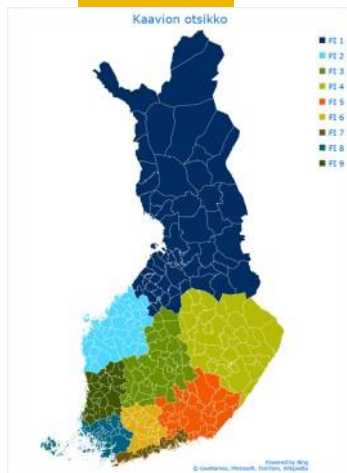 Kaavion otsikko
FI 1
FI 2
FI 3
FI 4
FI 5
FI 6
FI 7
FI 8
FI 9
Powered by Bing
© GeoNames, Microsoft, TomTom, Wikipedia